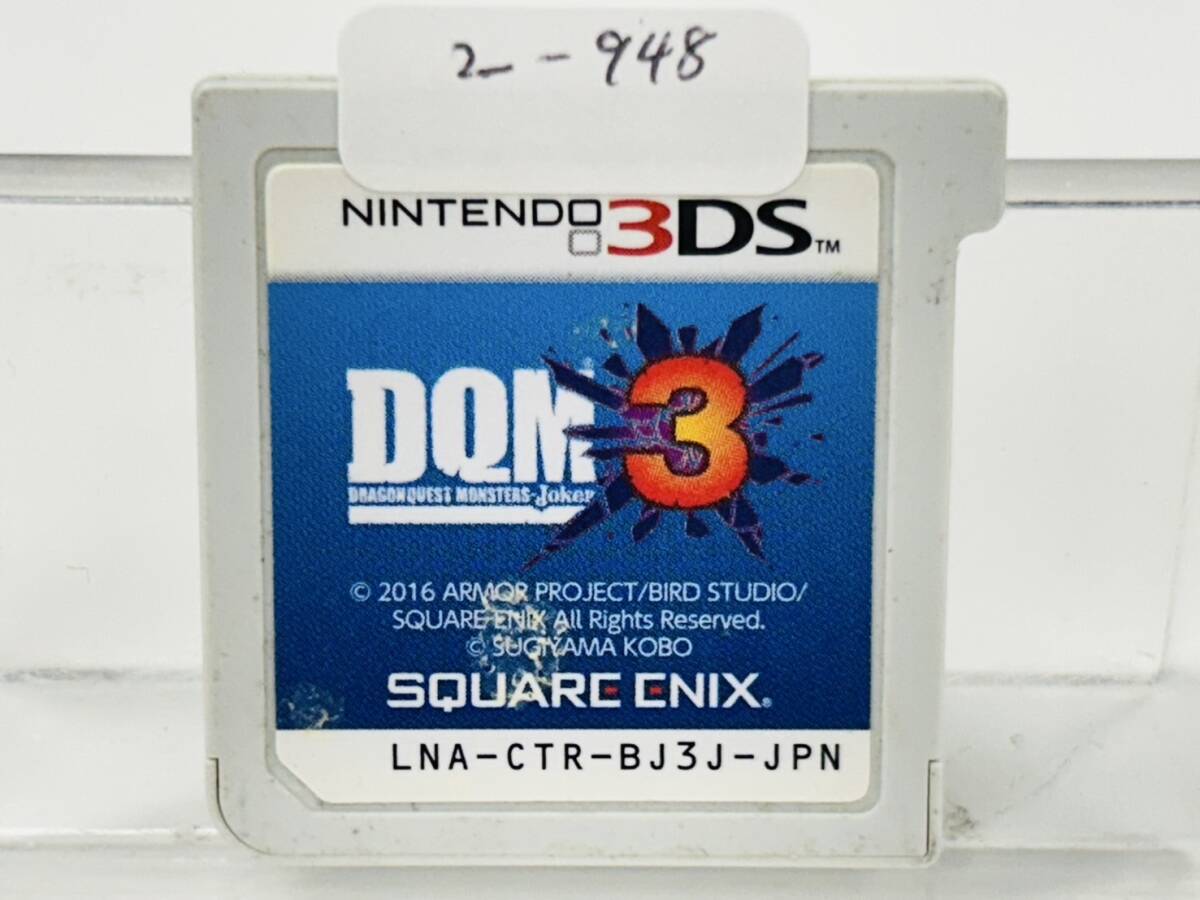 2-948
NINTENDO 3DS™
DQM 3
DRAGONQUEST MONSTERS-Joker
© 2016 ARMOR PROJECT/BIRD STUDIO/
SQUARE ENIX All Rights Reserved.
© SUGIYAMA KOBO
SQUARE ENIX®
LNA-CTR-BJ3J-JPN